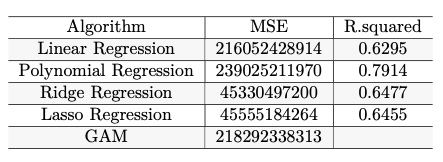 Algorithm MSE R.squared
Linear Regression 216052428914 0.6295
Polynomial Regression 239025211970 0.7914
Ridge Regression 45330497200 0.6477
Lasso Regression 45555184264 0.6455
GAM 218292338313